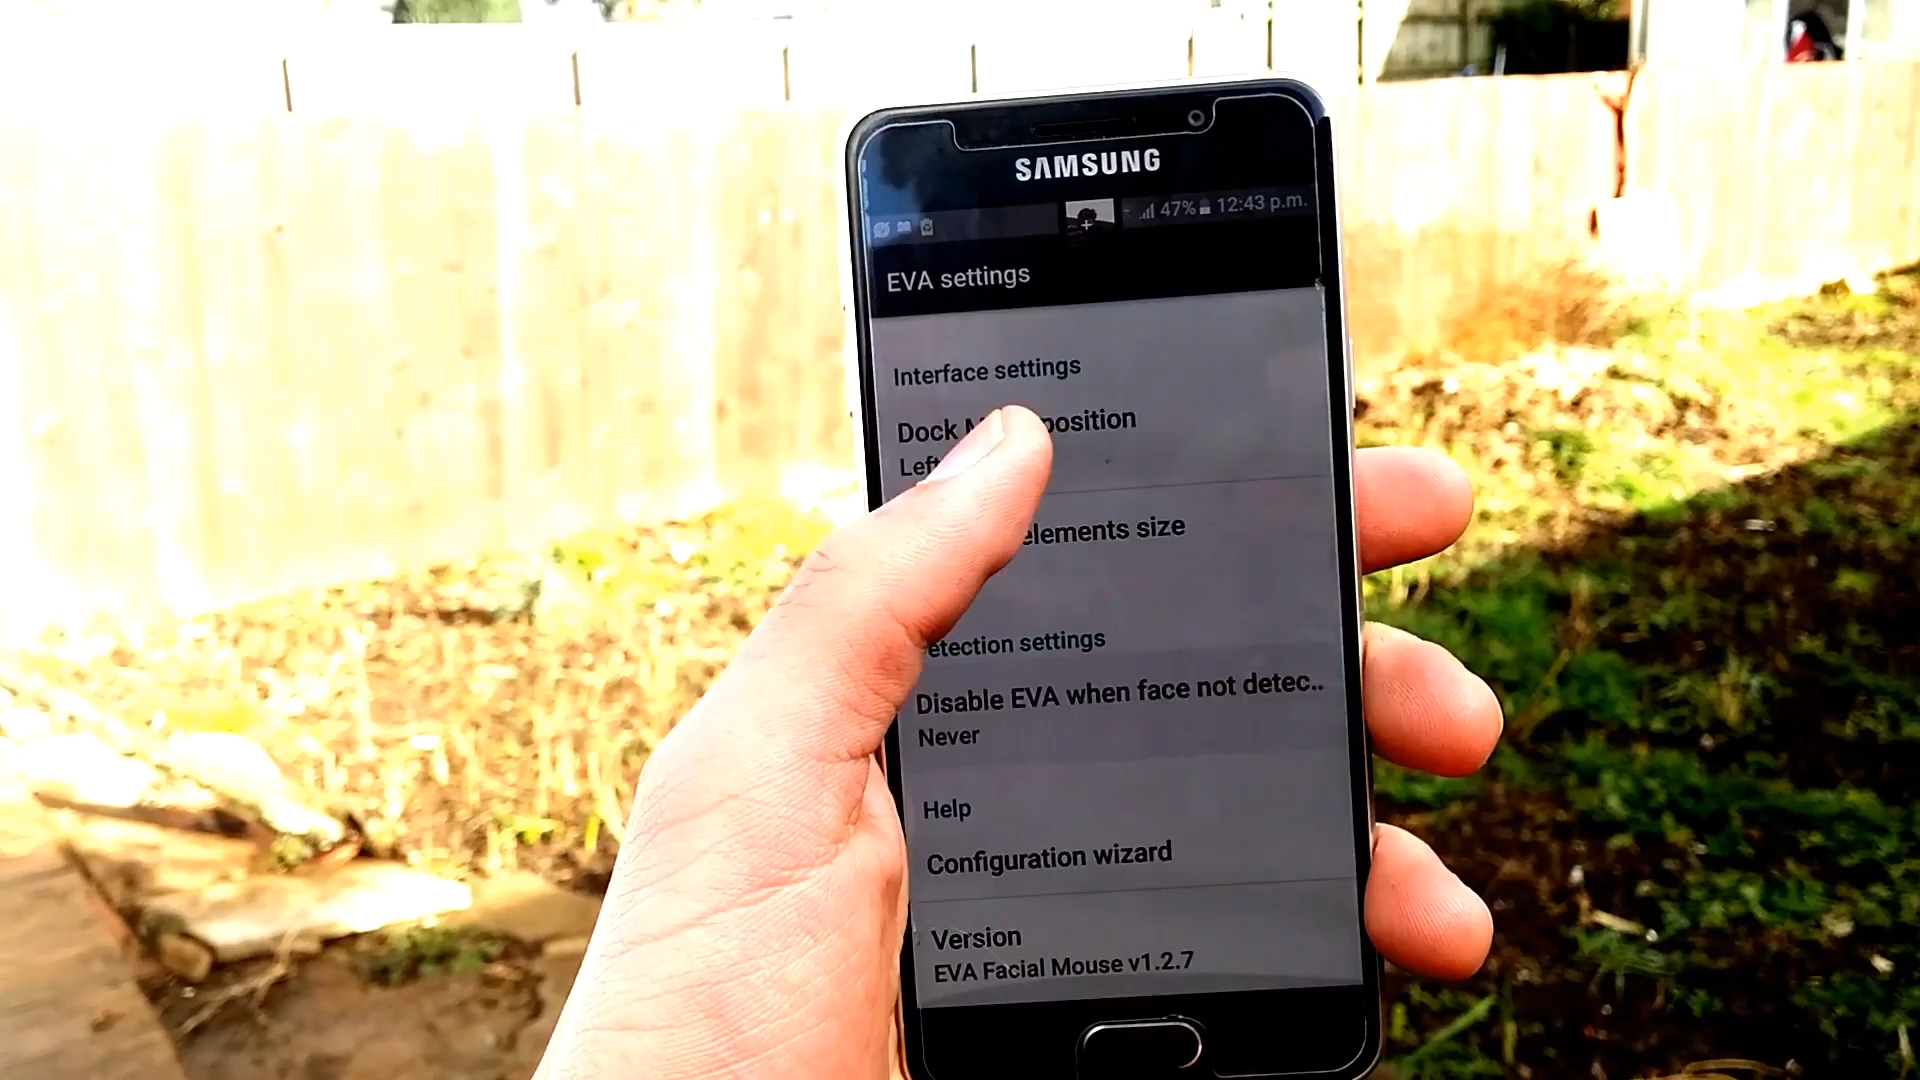 SAMSUNG
47% 12:43 p.m.
EVA settings
Interface settings
Dock position
Left
elements size
etection settings
Disable EVA when face not detec..
Never
Help
Configuration wizard
Version
EVA Facial Mouse v1.2.7